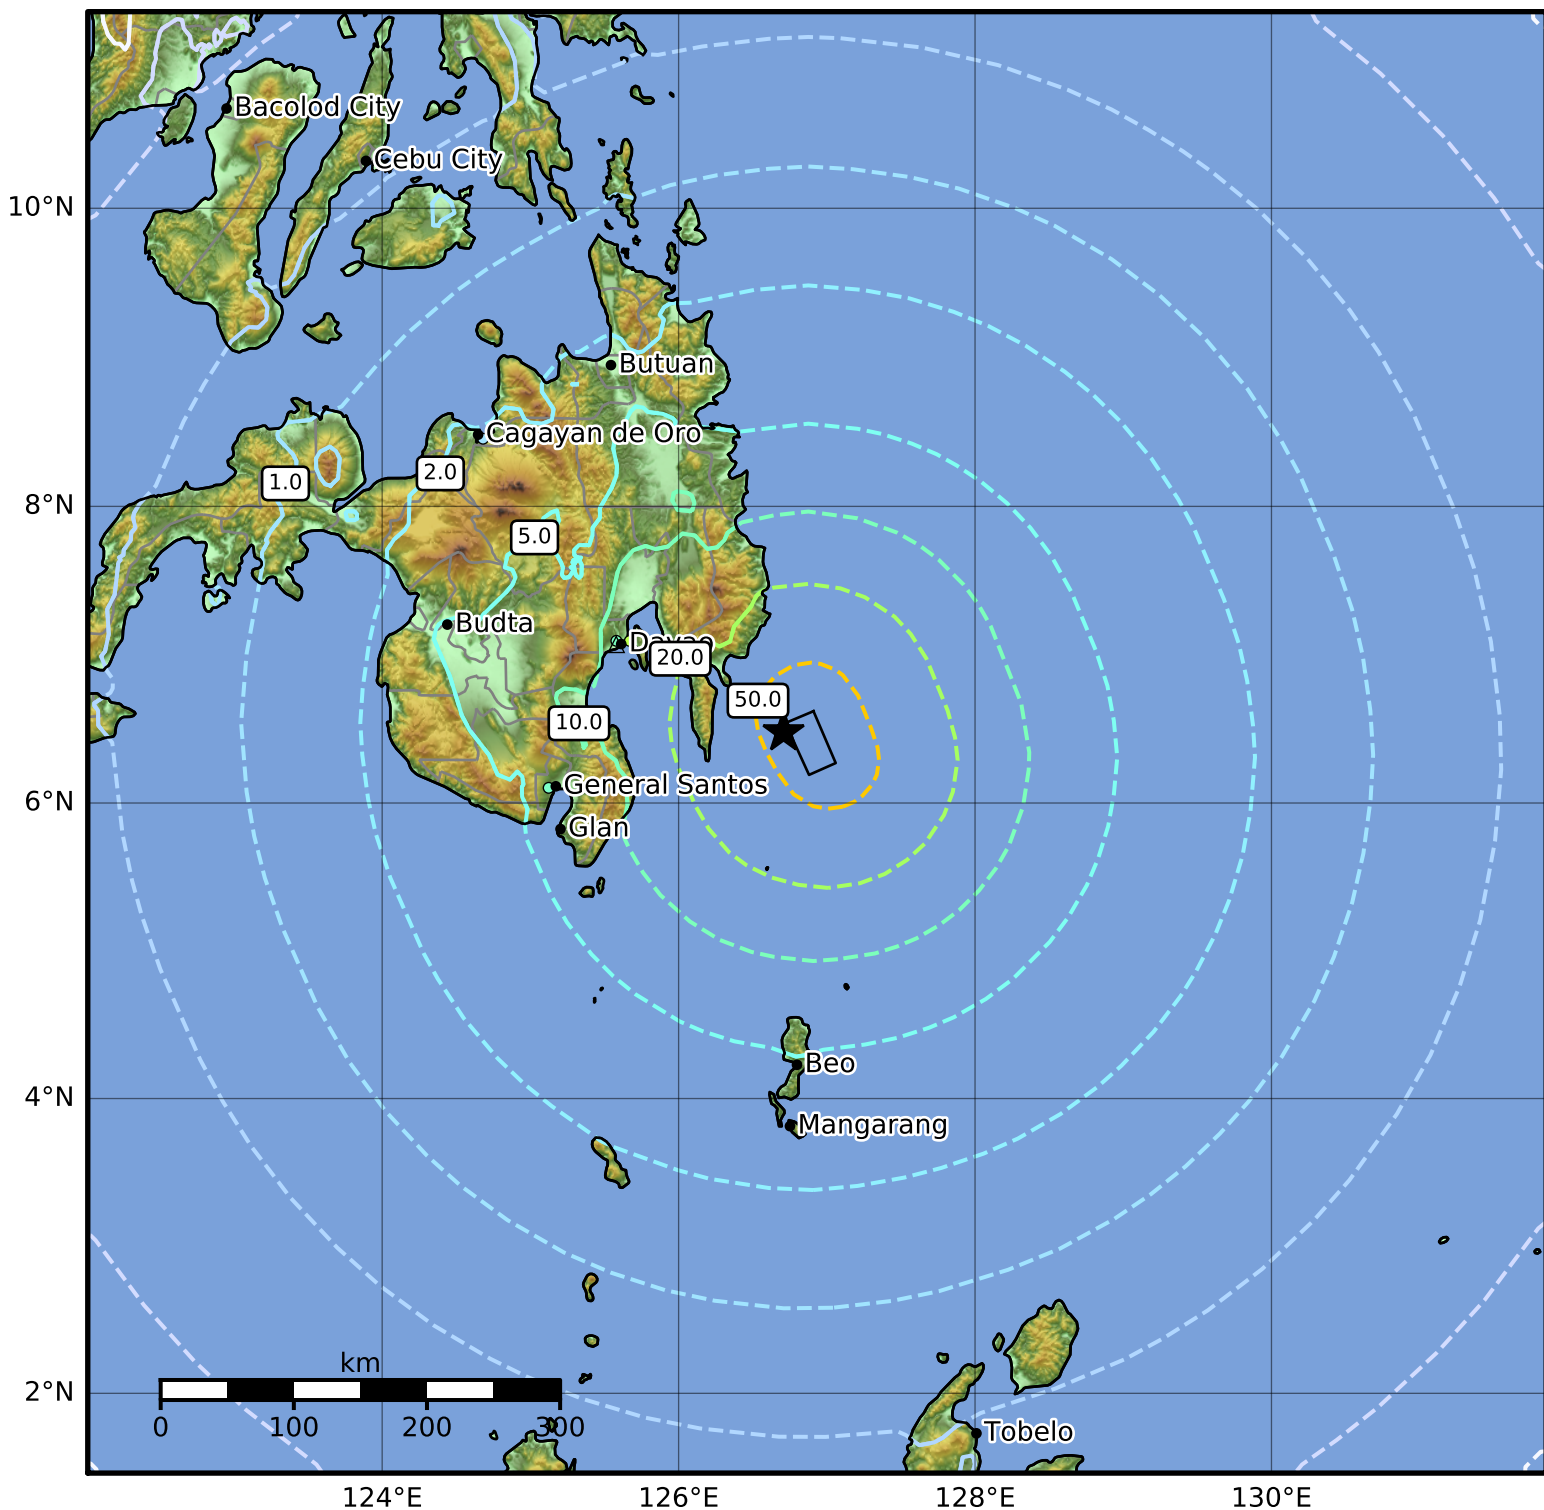 Bacolod City
Cebu City
10°N
Butuan
Cagayan de Oro
2.0
1.0
8°N
5.0
Budta
Davao
20.0
50.0
10.0
General Santos
6°N
Glan
Beo
4°N
Mangarang
km
2°N
0 100 200 300
Tobelo
124°E 126°E 128°E 130°E